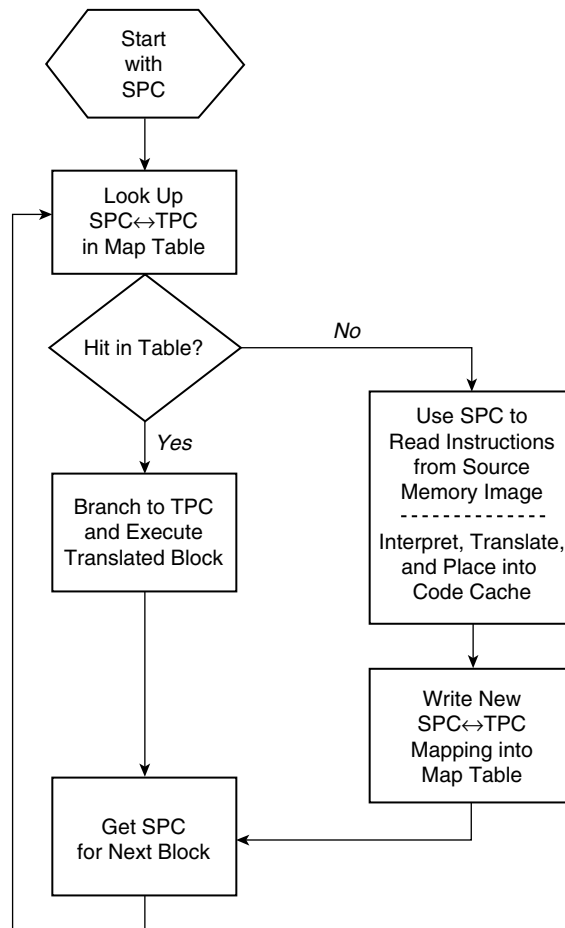 Start
with
SPC
Look Up
SPC↔TPC
in Map Table
Hit in Table?
No
Yes
Branch to TPC
and Execute
Translated Block
Use SPC to
Read Instructions
from Source
Memory Image
Interpret, Translate,
and Place into
Code Cache
Write New
SPC↔TPC
Mapping into
Map Table
Get SPC
for Next Block